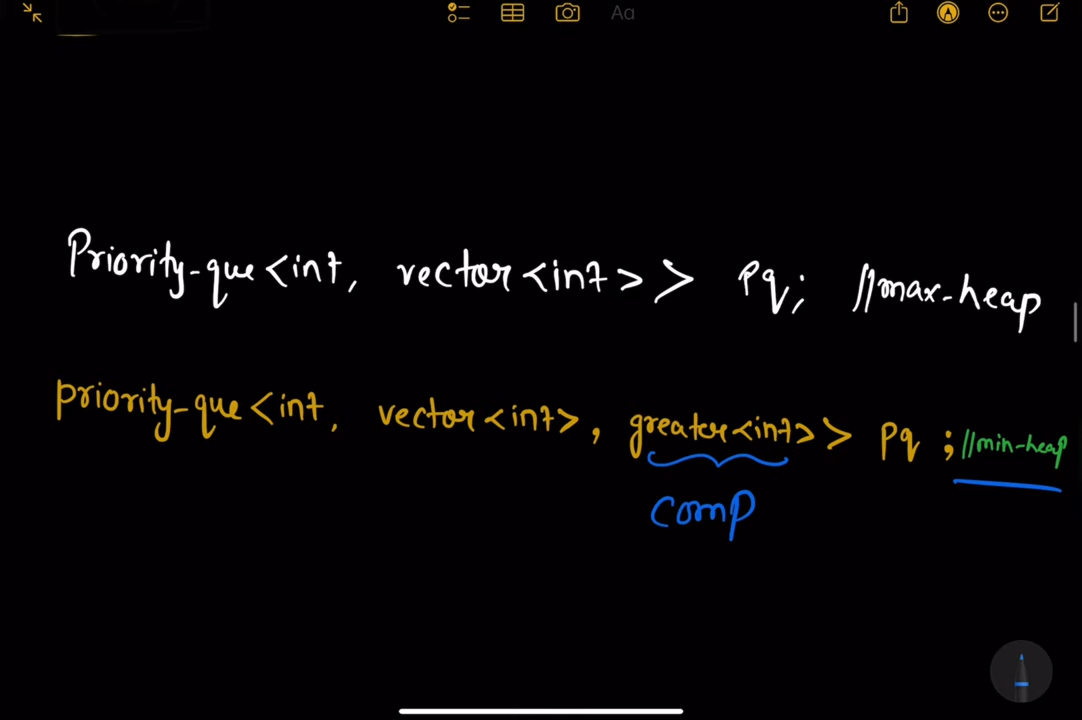 Aa
Priority-que<int, vector<int>> pq; //max-heap
priority-que<int, vector<int>, greater<int>> pq ; //min-heap
comp